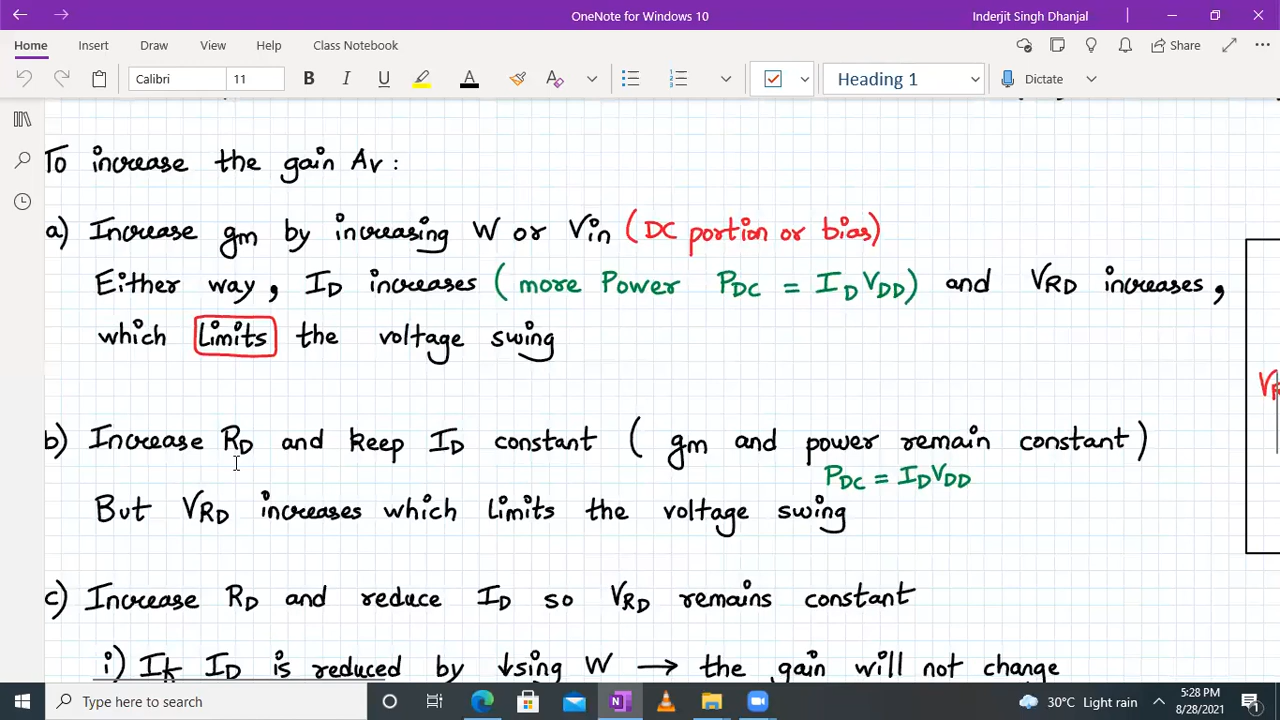 OneNote for Windows 10
Inderjit Singh Dhanjal
Home Insert Draw View Help Class Notebook Share
Calibri 11 B I U A Heading 1 Dictate
To increase the gain Av :
a) Increase gm by increasing W or Vin (DC portion or bias)
Either way, ID increases (more Power PDC = IDVDD) and VRD increases,
which Limits the voltage swing
b) Increase RD and keep ID constant (gm and power remain constant)
PDC = IDVDD
But VRD increases which limits the voltage swing
c) Increase RD and reduce ID so VRD remains constant
i) If ID is reduced by ↓sing W → the gain will not change
Type here to search
30°C Light rain
5:28 PM
8/28/2021